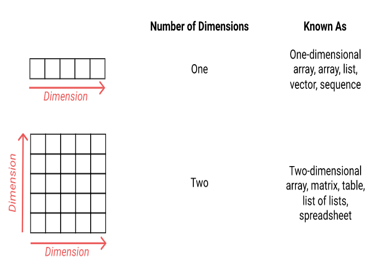 Number of Dimensions
Known As
One
One-dimensional
array, array, list,
vector, sequence
Dimension
Dimension
Two
Two-dimensional
array, matrix, table,
list of lists,
spreadsheet
Dimension